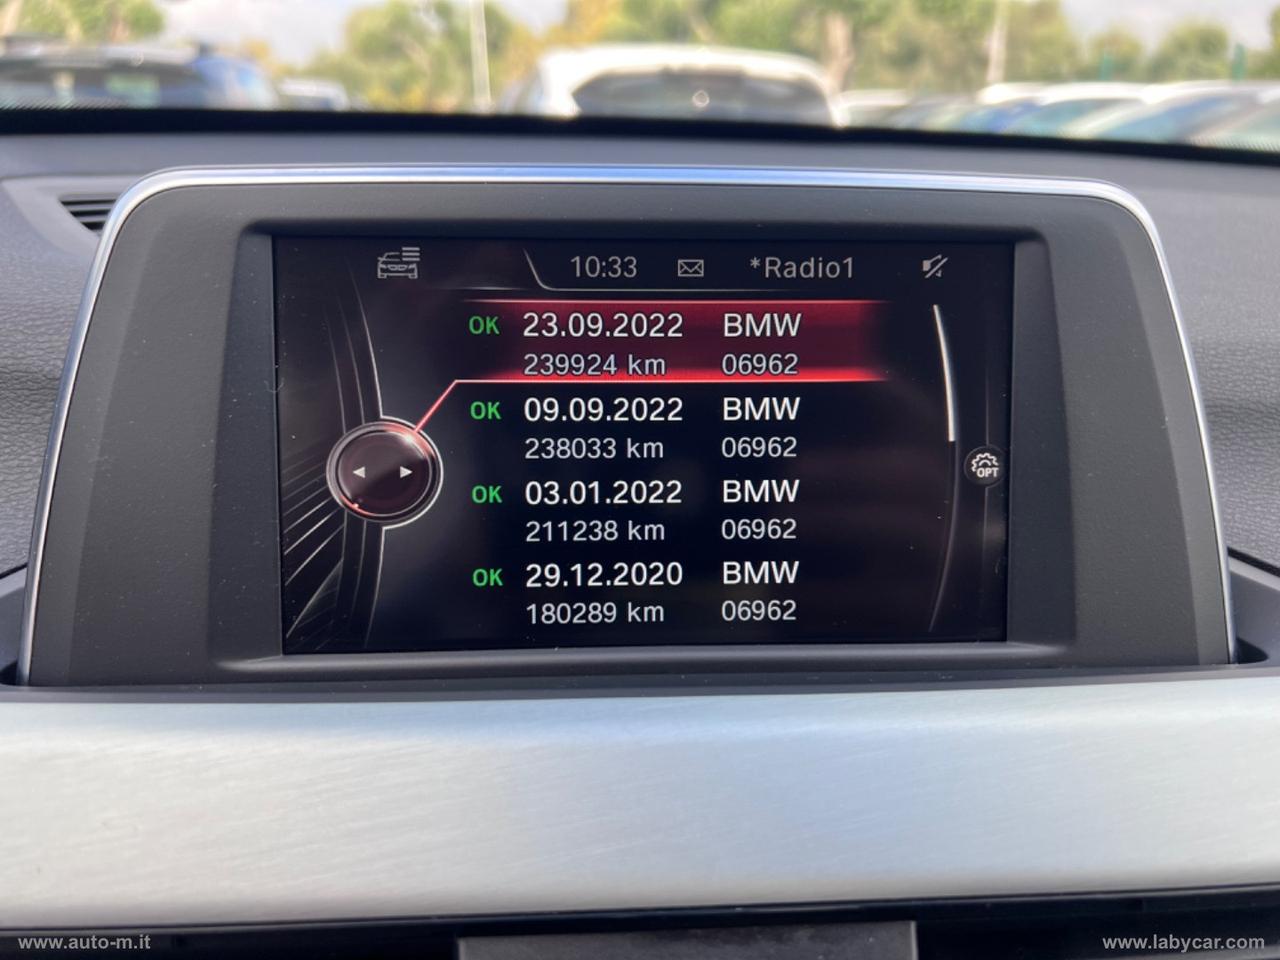 10:33 *Radio1
OK 23.09.2022 BMW
239924 km 06962
OK 09.09.2022 BMW
238033 km 06962
OPT
OK 03.01.2022 BMW
211238 km 06962
OK 29.12.2020 BMW
180289 km 06962
www.auto-m.it www.labycar.com